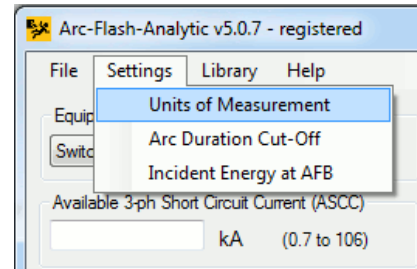 Arc-Flash-Analytic v5.0.7 - registered
File Settings Library Help
Units of Measurement
Arc Duration Cut-Off
Incident Energy at AFB
Available 3-ph Short Circuit Current (ASCC)
kA (0.7 to 106)